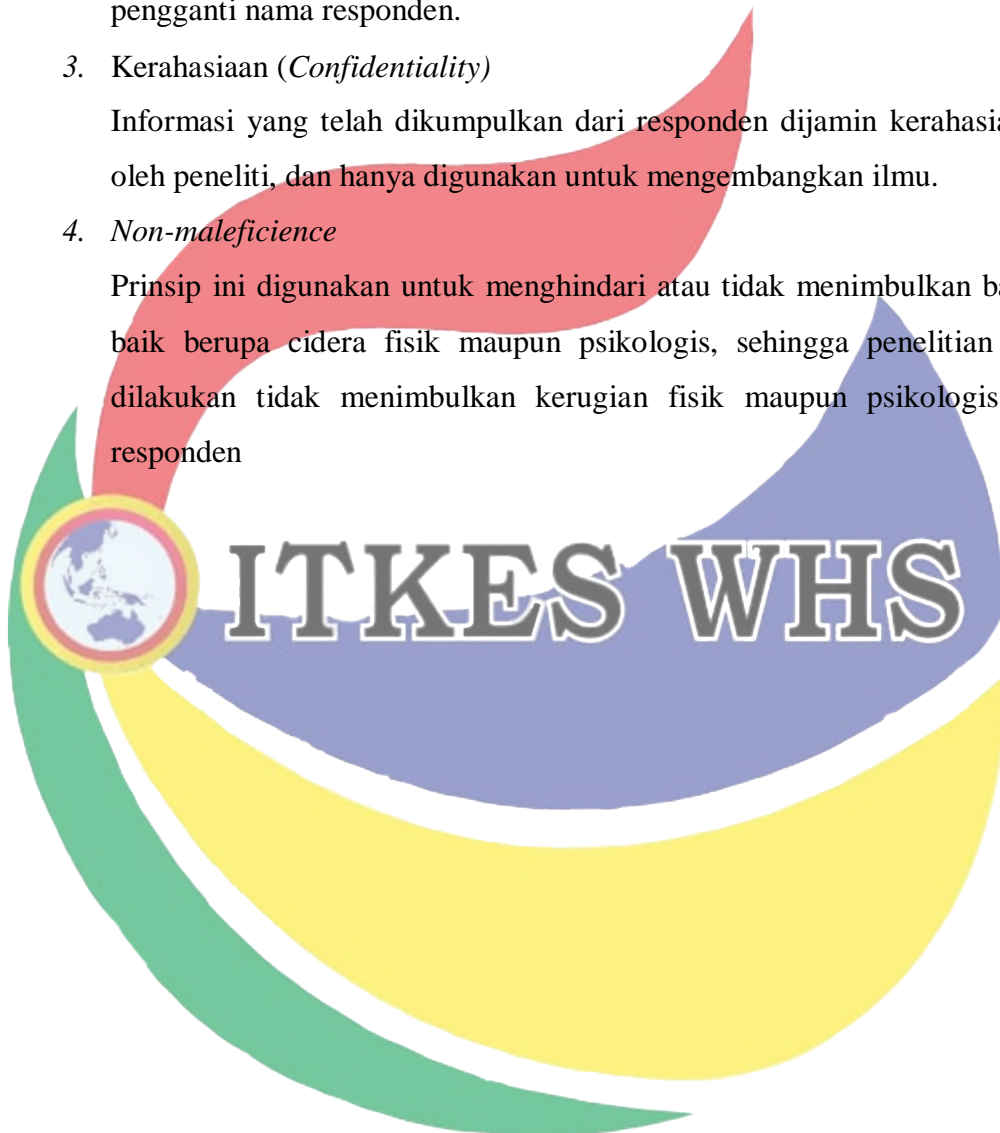 pengganti nama responden.
3. Kerahasiaan (Confidentiality)
Informasi yang telah dikumpulkan dari responden dijamin kerahasia
oleh peneliti, dan hanya digunakan untuk mengembangkan ilmu.
4. Non-maleficience
Prinsip ini digunakan untuk menghindari atau tidak menimbulkan ba
baik berupa cidera fisik maupun psikologis, sehingga penelitian
dilakukan tidak menimbulkan kerugian fisik maupun psikologis
responden
ITKES WHS